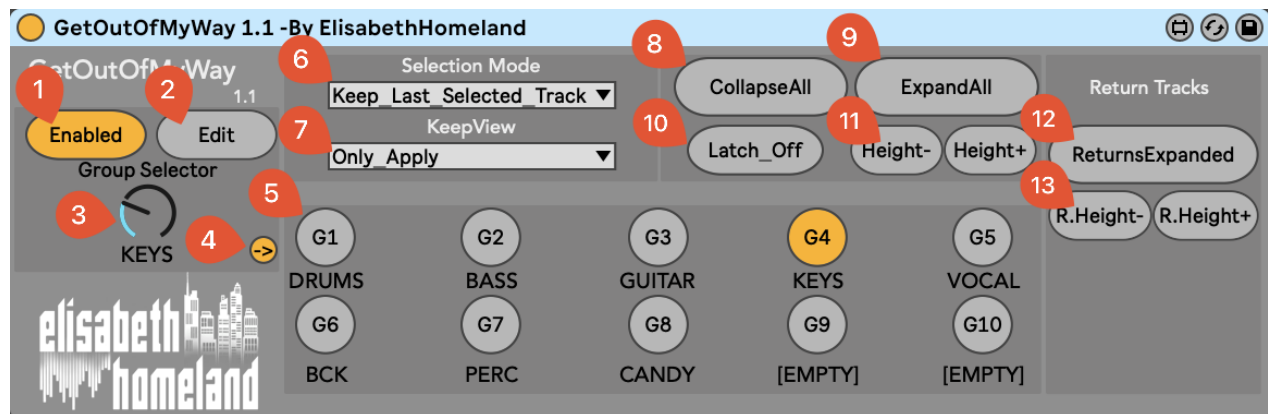 GetOutOfMyWay 1.1 -By ElisabethHomeland
GetOutOfMyWay
1.1
1
2
Enabled
Edit
Group Selector
3
KEYS
4
->
elisabeth
homeland
6
Selection Mode
Keep_Last_Selected_Track
7
KeepView
Only_Apply
8
CollapseAll
9
ExpandAll
10
Latch_Off
11
Height-
Height+
Return Tracks
12
ReturnsExpanded
13
R.Height-
R.Height+
5
G1
G2
G3
G4
G5
DRUMS
BASS
GUITAR
KEYS
VOCAL
G6
G7
G8
G9
G10
BCK
PERC
CANDY
[EMPTY]
[EMPTY]